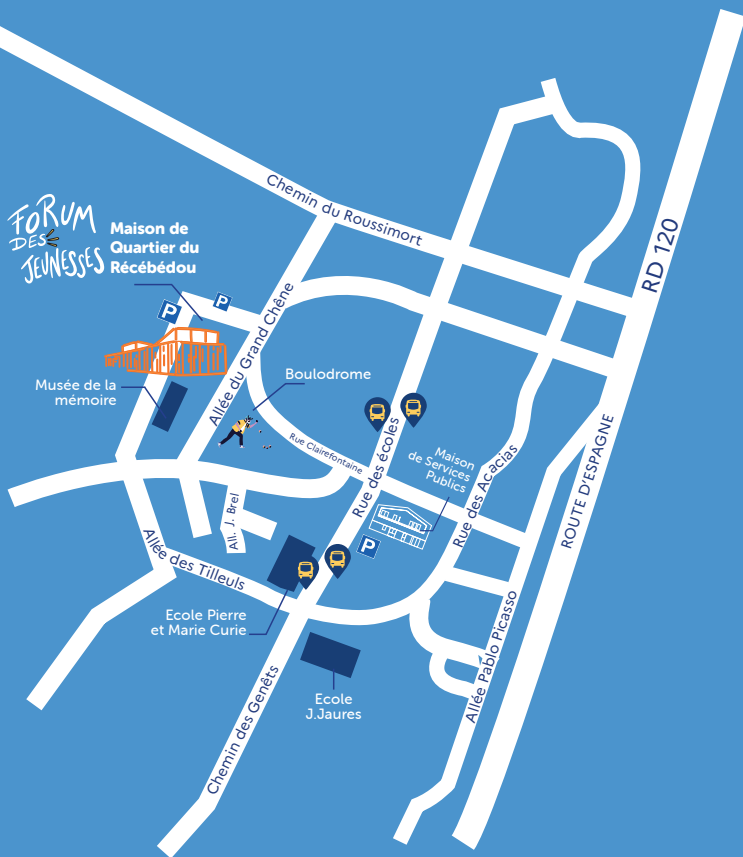 Chemin du Roussimort
RD 120
FORUM
DES
JEUNESSES
Maison de
Quartier du
Récébédou
P
P
Allée du Grand Chêne
Musée de la
mémoire
Boulodrome
Rue Clairefontaine
Rue des écoles
Maison
de Services
Publics
Rue des Acacias
ROUTE D'ESPAGNE
All. J. Brel
P
Allée des Tilleuls
Ecole Pierre
et Marie Curie
Allée Pablo Picasso
Ecole
J.Jaures
Chemin des Genêts